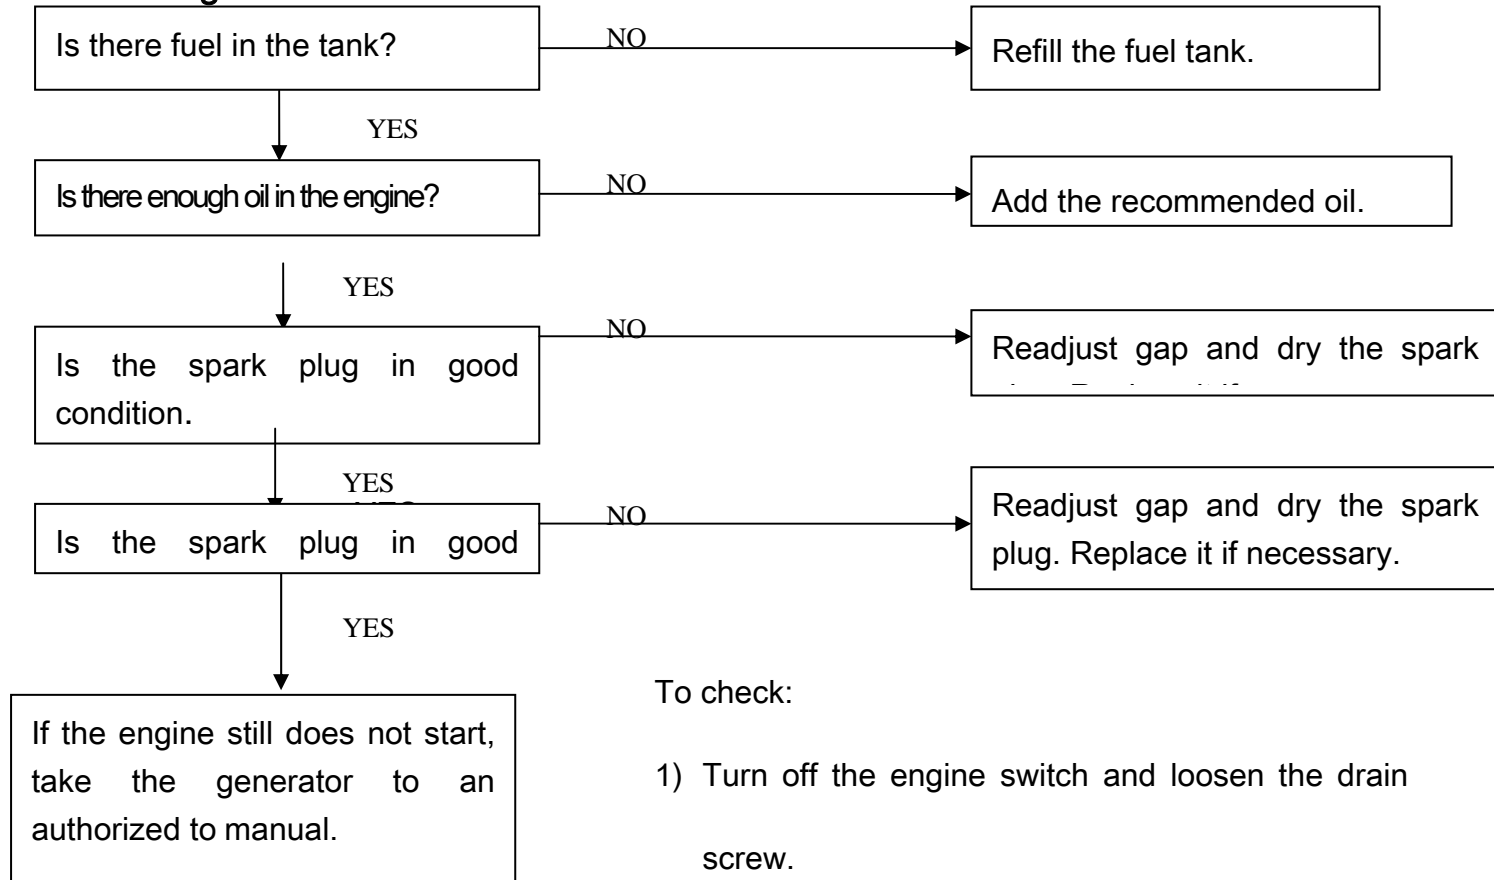 Is there fuel in the tank?
NO
Refill the fuel tank.
YES
Is there enough oil in the engine?
NO
Add the recommended oil.
YES
Is the spark plug in good
condition.
NO
Readjust gap and dry the spark
YES
Is the spark plug in good
NO
Readjust gap and dry the spark
plug. Replace it if necessary.
YES
If the engine still does not start,
take the generator to an
authorized to manual.
To check:
1) Turn off the engine switch and loosen the drain
screw.